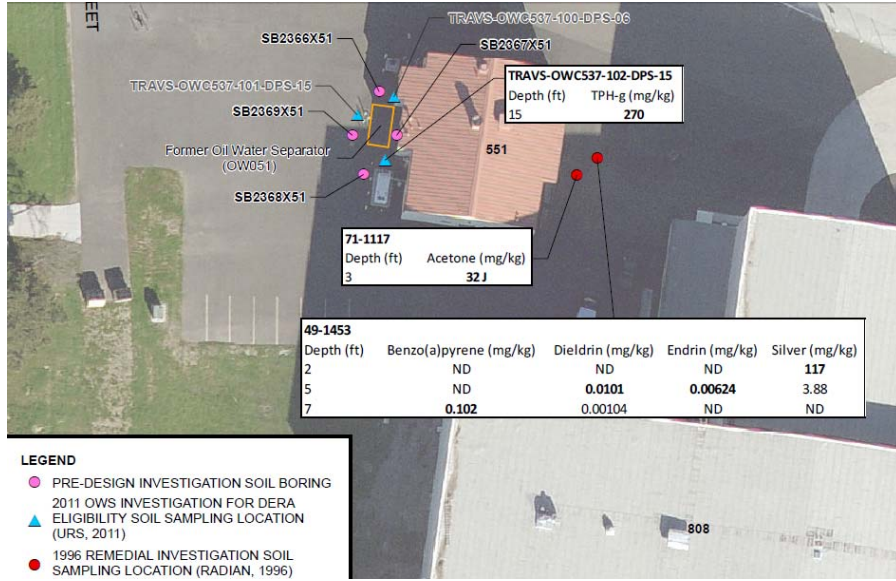 EET
TRAVS-OWC537-100-DPS-06
SB2366X51
SB2367X51
TRAVS-OWC537-101-DPS-15
SB2369X51
TRAVS-OWC537-102-DPS-15
Depth (ft) TPH-g (mg/kg)
15 270
Former Oil Water Separator
(OW051)
551
SB2368X51
71-1117
Depth (ft) Acetone (mg/kg)
3 32 J
49-1453
Depth (ft) Benzo(a)pyrene (mg/kg) Dieldrin (mg/kg) Endrin (mg/kg) Silver (mg/kg)
2 ND ND ND 117
5 ND 0.0101 0.00624 3.88
7 0.102 0.00104 ND ND
LEGEND
PRE-DESIGN INVESTIGATION SOIL BORING
2011 OWS INVESTIGATION FOR DERA
ELIGIBILITY SOIL SAMPLING LOCATION
(URS, 2011)
1996 REMEDIAL INVESTIGATION SOIL
SAMPLING LOCATION (RADIAN, 1996)
808